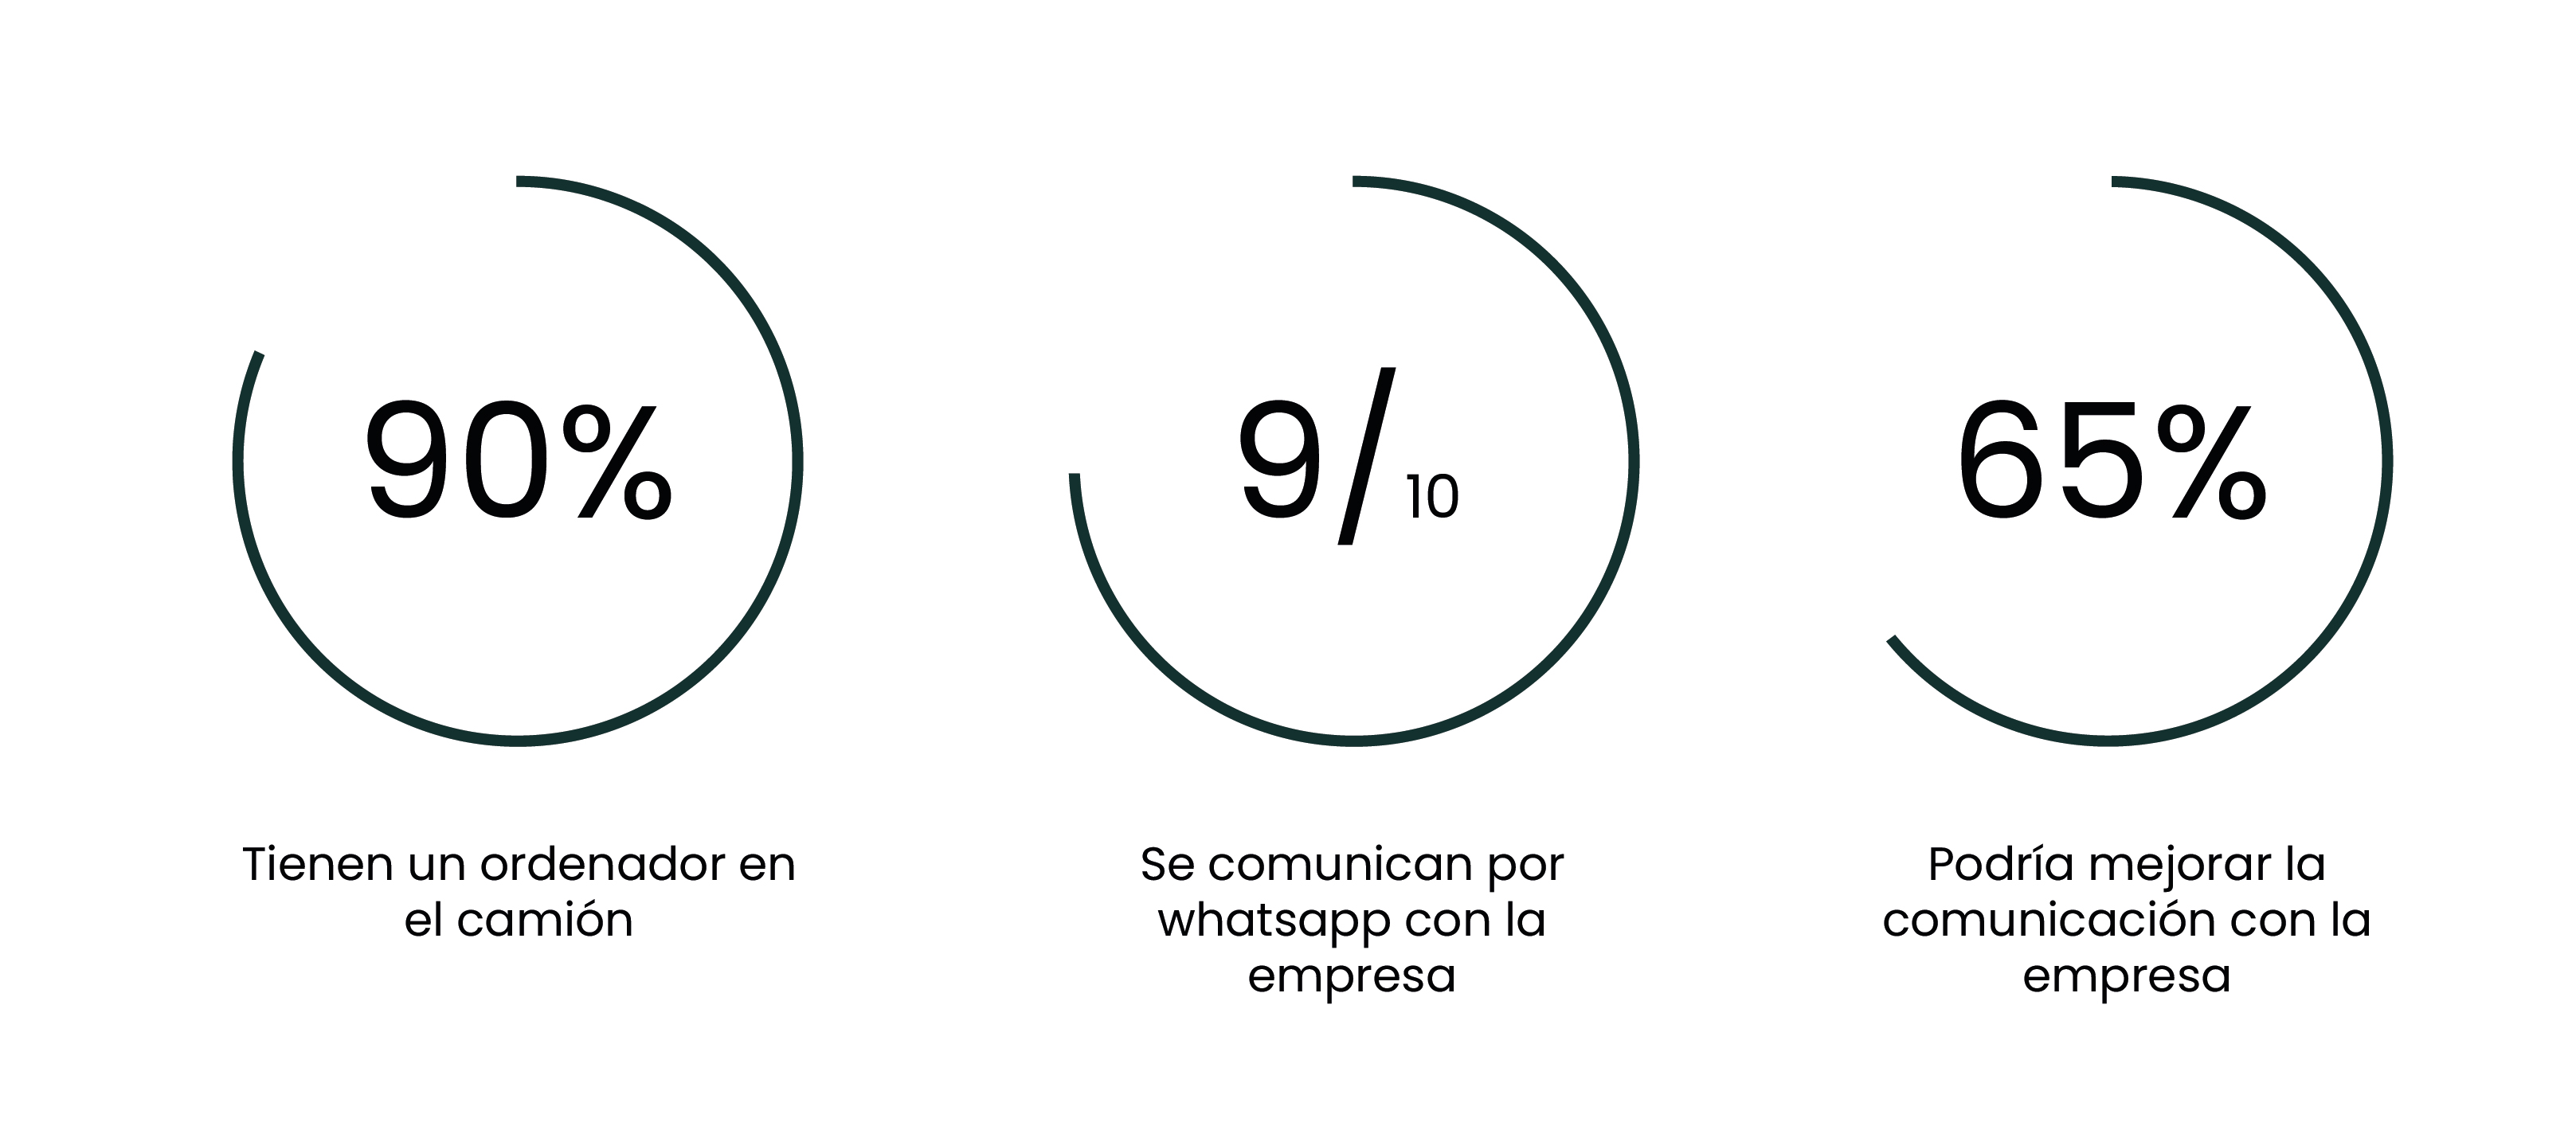 90%
Tienen un ordenador en
el camión
9/10
Se comunican por
whatsapp con la
empresa
65%
Podría mejorar la
comunicación con la
empresa